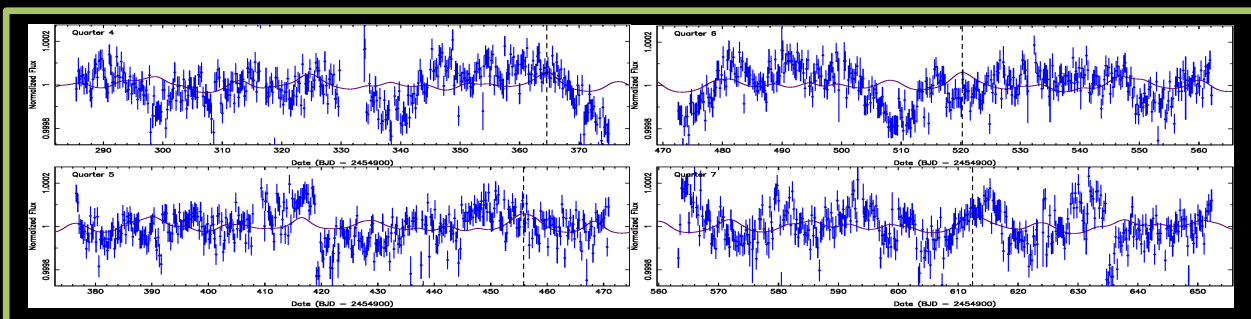 Quarter 4
Normalized Flux
1.0002
1
0.9998
290 300 310 320 330 340 350 360 370
Date (BJD − 2454900)
Quarter 6
Normalized Flux
1.0002
1
0.9998
470 480 490 500 510 520 530 540 550 560
Date (BJD − 2454900)
Quarter 5
Normalized Flux
1.0002
1
0.9998
380 390 400 410 420 430 440 450 460 470
Date (BJD − 2454900)
Quarter 7
Normalized Flux
1.0002
1
0.9998
560 570 580 590 600 610 620 630 640 650
Date (BJD − 2454900)